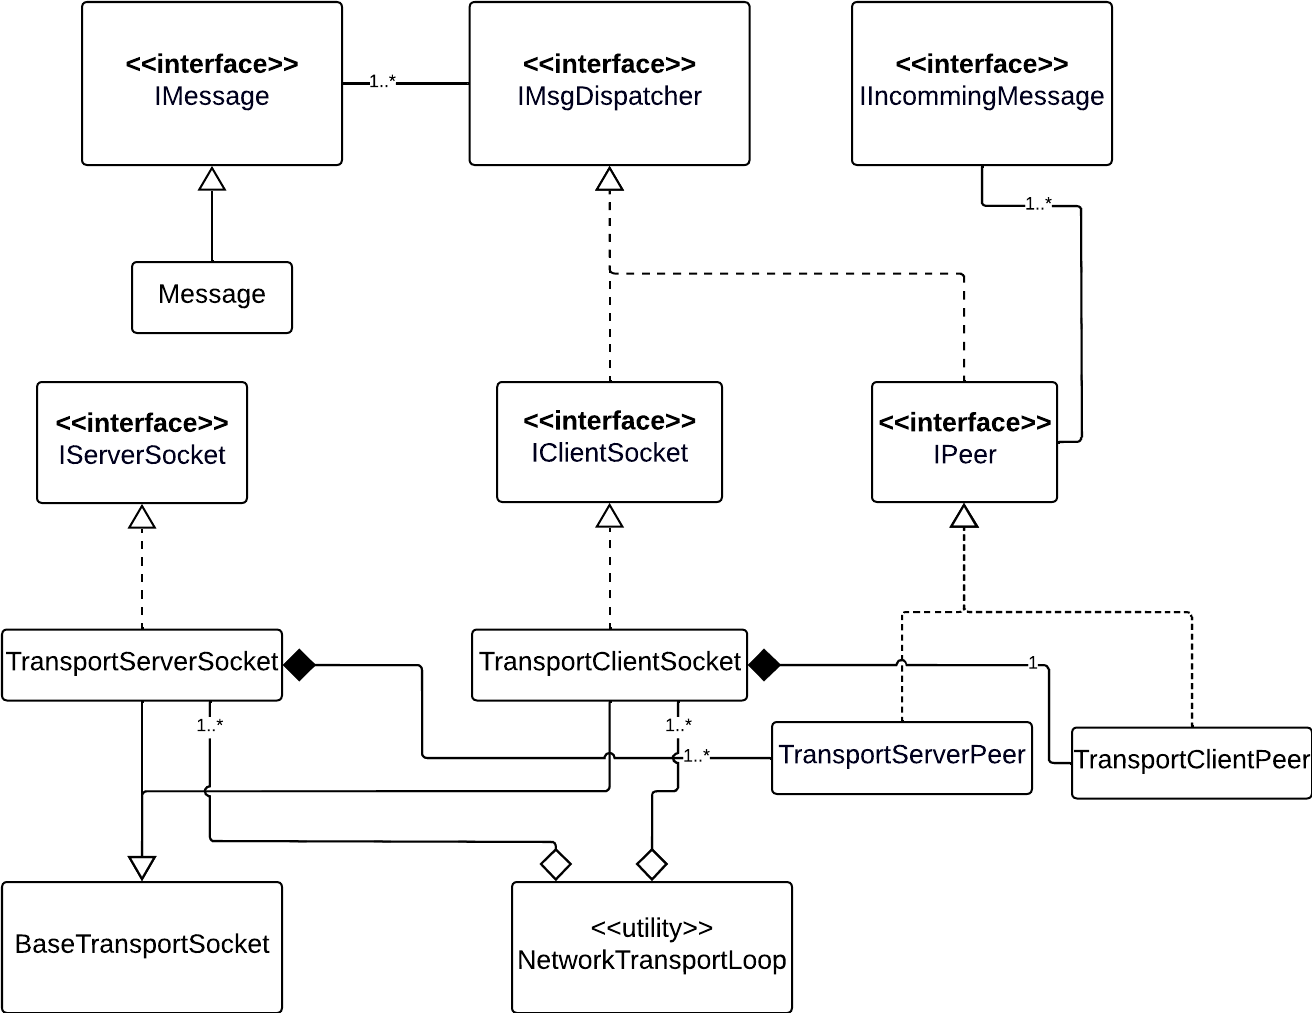 <<interface>>
IMessage
1..*
<<interface>>
IMsgDispatcher
<<interface>>
IIncommingMessage
1..*
Message
<<interface>>
IServerSocket
<<interface>>
IClientSocket
<<interface>>
IPeer
TransportServerSocket
TransportClientSocket
1
1..*
1..*
1..*
TransportServerPeer
TransportClientPeer
BaseTransportSocket
<<utility>>
NetworkTransportLoop